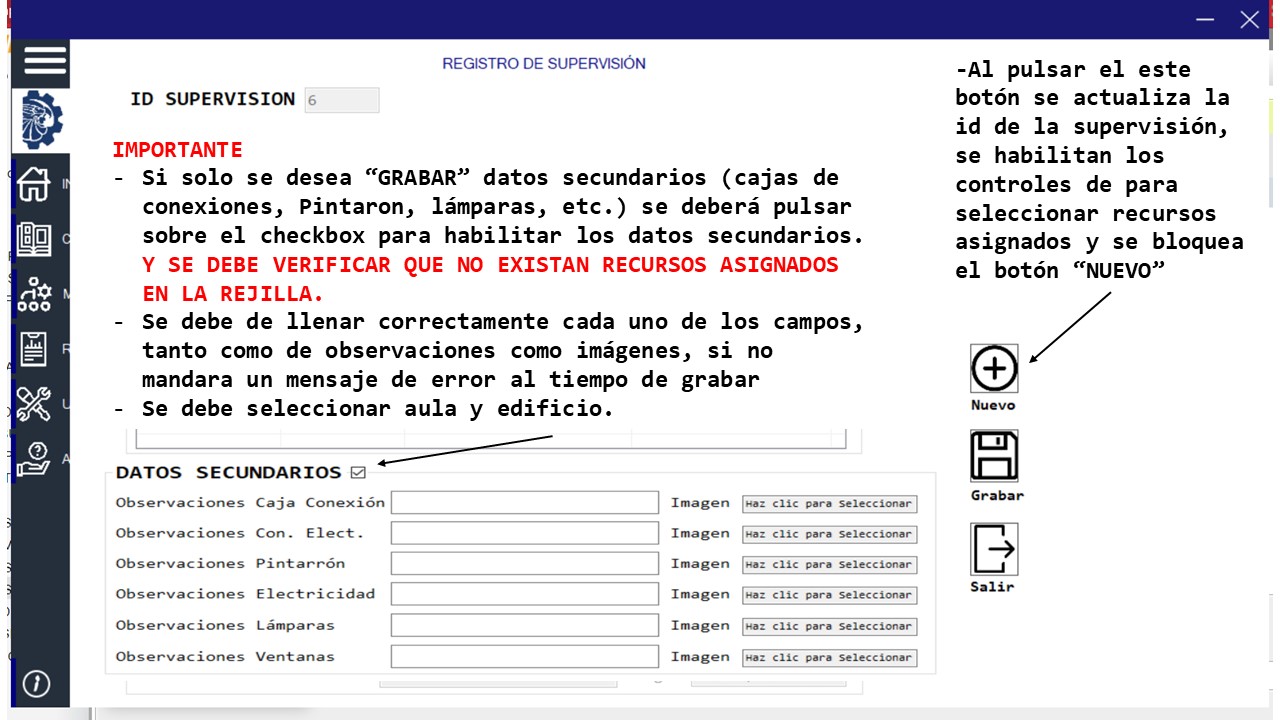 REGISTRO DE SUPERVISIÓN
ID SUPERVISION 6
IMPORTANTE
- Si solo se desea “GRABAR” datos secundarios (cajas de
conexiones, Pintaron, lámparas, etc.) se deberá pulsar
sobre el checkbox para habilitar los datos secundarios.
Y SE DEBE VERIFICAR QUE NO EXISTAN RECURSOS ASIGNADOS
EN LA REJILLA.
- Se debe de llenar correctamente cada uno de los campos,
tanto como de observaciones como imágenes, si no
mandara un mensaje de error al tiempo de grabar
- Se debe seleccionar aula y edificio.
-Al pulsar el este
botón se actualiza la
id de la supervisión,
se habilitan los
controles de para
seleccionar recursos
asignados y se bloquea
el botón “NUEVO”
Nuevo
Grabar
Salir
DATOS SECUNDARIOS
Observaciones Caja Conexión Imagen Haz clic para Seleccionar
Observaciones Con. Elect. Imagen Haz clic para Seleccionar
Observaciones Pintarrón Imagen Haz clic para Seleccionar
Observaciones Electricidad Imagen Haz clic para Seleccionar
Observaciones Lámparas Imagen Haz clic para Seleccionar
Observaciones Ventanas Imagen Haz clic para Seleccionar